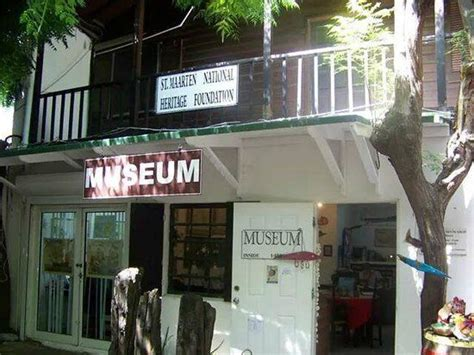 ST. MAARTEN NATIONAL
HERITAGE FOUNDATION
MUSEUM
MUSEUM